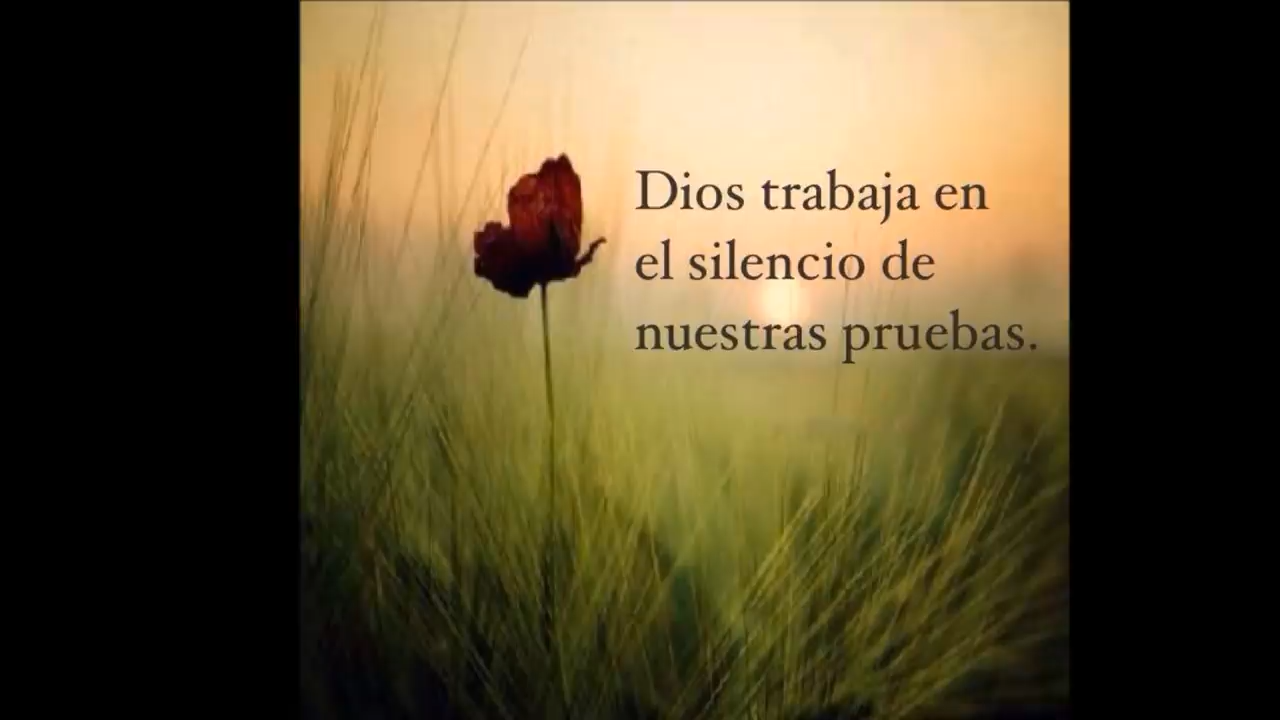 Dios trabaja en
el silencio de
nuestras pruebas.